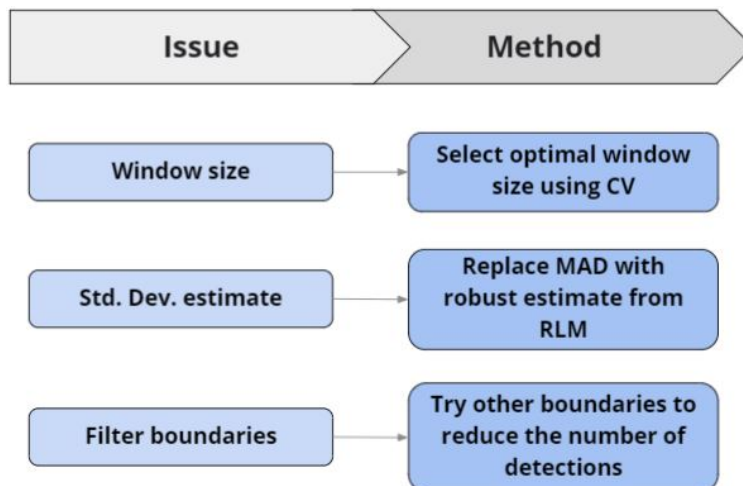 Issue
Method
Window size
Select optimal window
size using CV
Std. Dev. estimate
Replace MAD with
robust estimate from
RLM
Filter boundaries
Try other boundaries to
reduce the number of
detections